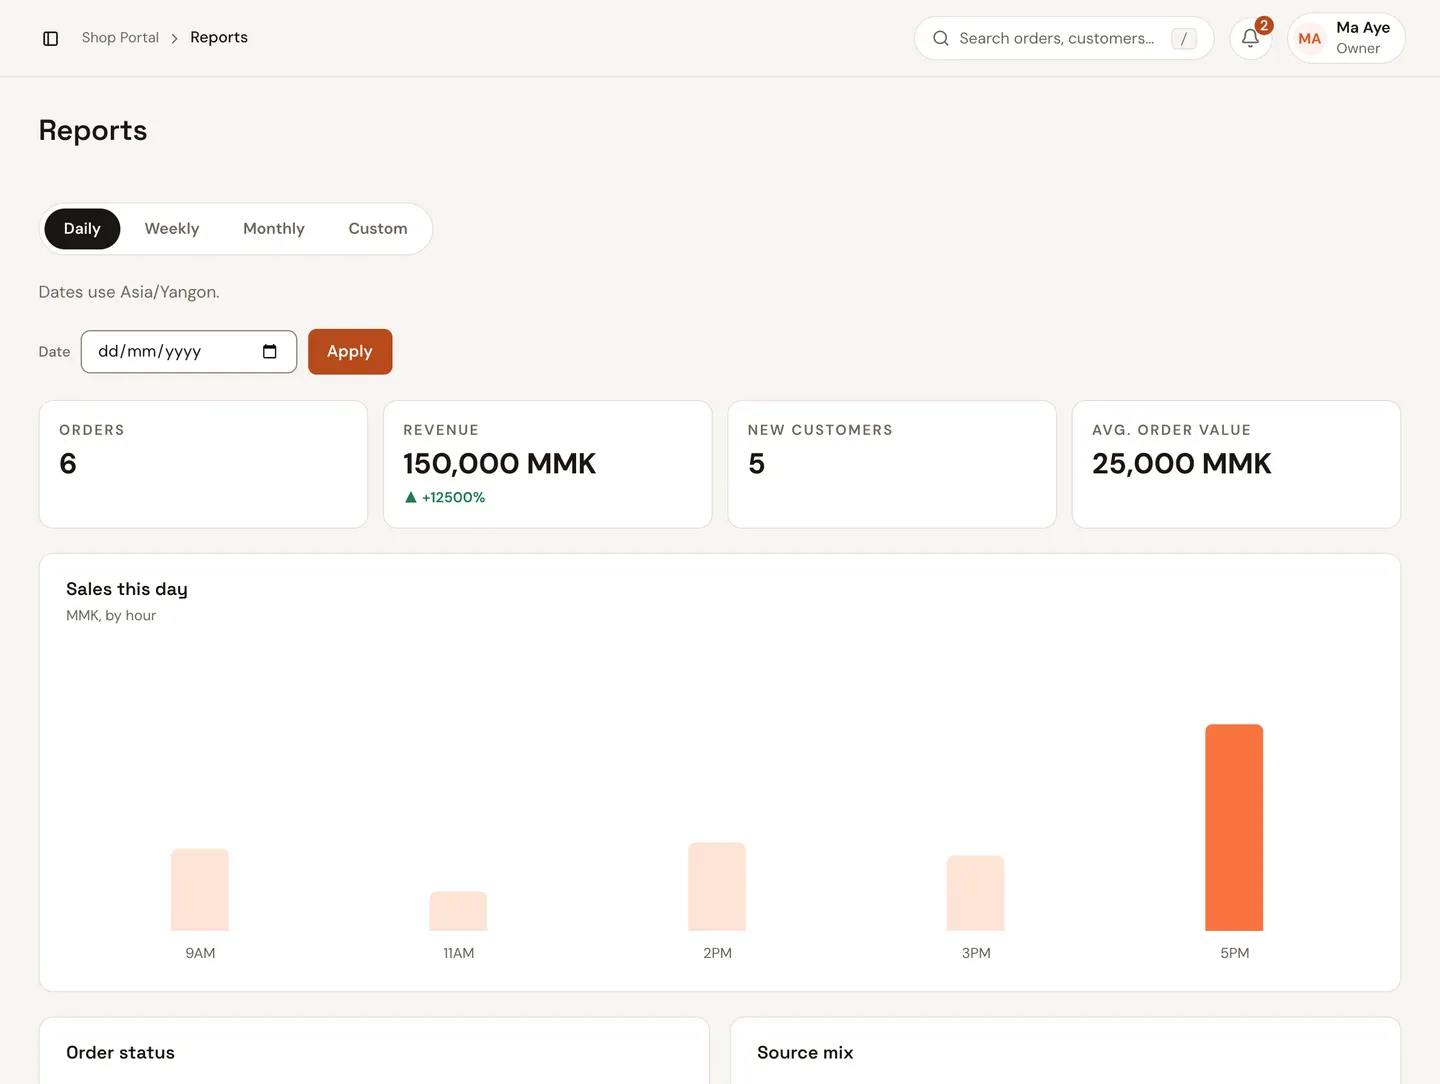 Shop Portal > Reports
Search orders, customers... /
2
MA
Ma Aye
Owner
Reports
Daily Weekly Monthly Custom
Dates use Asia/Yangon.
Date dd/mm/yyyy Apply
ORDERS
6
REVENUE
150,000 MMK
▲ +12500%
NEW CUSTOMERS
5
AVG. ORDER VALUE
25,000 MMK
Sales this day
MMK, by hour
9AM 11AM 2PM 3PM 5PM
Order status
Source mix